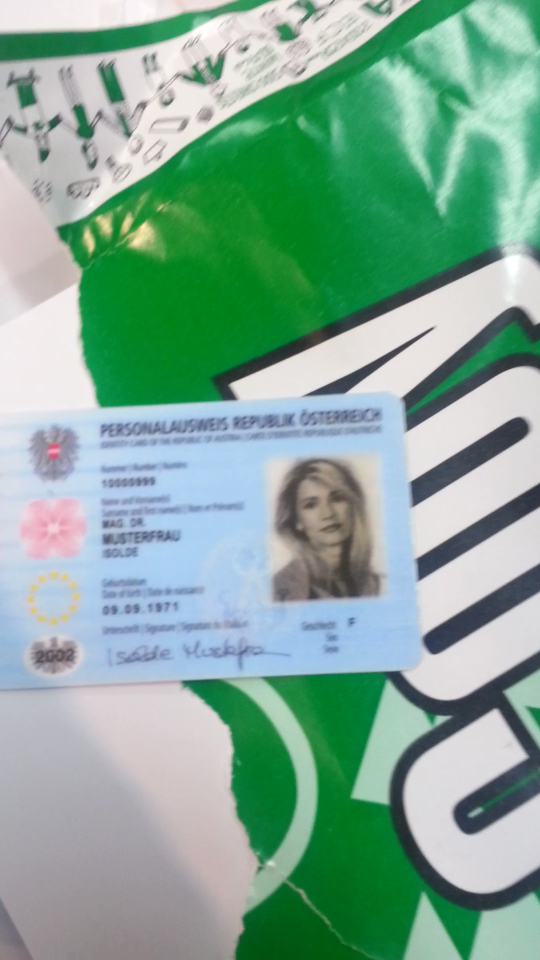 PERSONALAUSWEIS REPUBLIK ÖSTERREICH
IDENTITY CARD OF THE REPUBLIC OF AUSTRIA / CARTE D'IDENTITÉ RÉPUBLIQUE D'AUTRICHE
Nummer / Number / Numéro
10000999
Name und Vorname(n)
Surname and first name(s) / Nom et Prénom(s)
MAG. DR.
MUSTERFRAU
ISOLDE
Geburtsdatum
Date of birth / Date de naissance
09.09.1971
Unterschrift / Signature / Signature du titulaire
Geschlecht F
Sex
Sexe
2002
Isolde Musterfrau